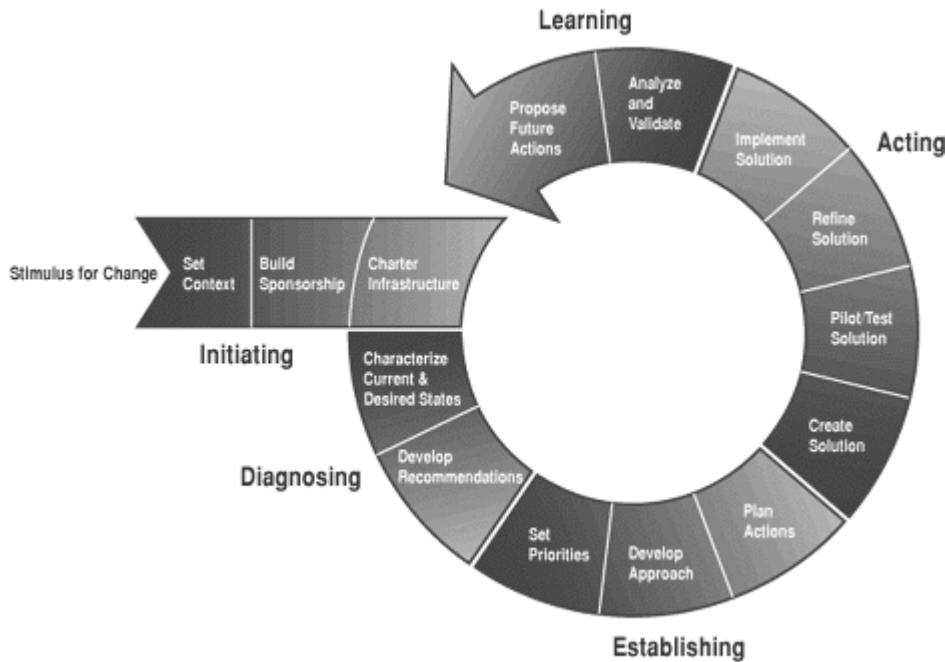 Learning
Propose
Future
Actions
Analyze
and
Validate
Implement
Solution
Acting
Refine
Solution
Pilot/Test
Solution
Create
Solution
Stimulus for Change
Set
Context
Build
Sponsorship
Charter
Infrastructure
Initiating
Characterize
Current &
Desired States
Diagnosing
Develop
Recommendations
Set
Priorities
Develop
Approach
Plan
Actions
Establishing